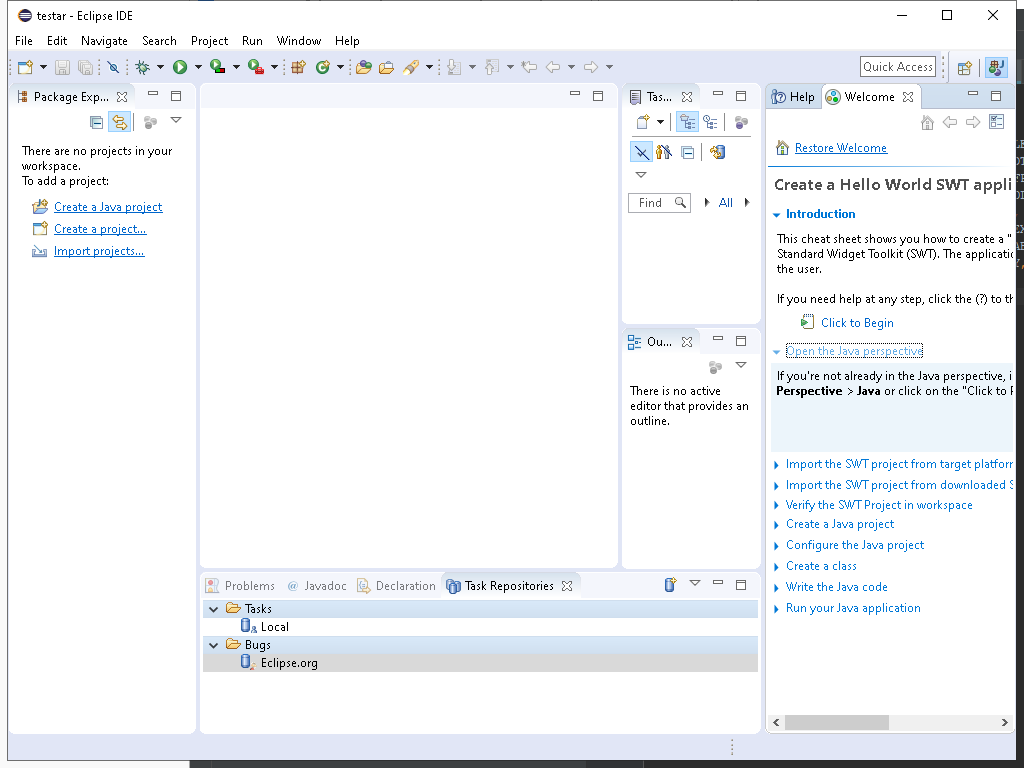 testar - Eclipse IDE
File Edit Navigate Search Project Run Window Help
Quick Access
Package Exp...
There are no projects in your
workspace.
To add a project:
Create a Java project
Create a project...
Import projects...
Tas...
Find
All
Ou...
There is no active
editor that provides an
outline.
Help
Welcome
Restore Welcome
Create a Hello World SWT appli
Introduction
This cheat sheet shows you how to create a "
Standard Widget Toolkit (SWT). The applicatio
the user.
If you need help at any step, click the (?) to th
Click to Begin
Open the Java perspective
If you're not already in the Java perspective, i
Perspective > Java or click on the "Click to P
Import the SWT project from target platform
Import the SWT project from downloaded S
Verify the SWT Project in workspace
Create a Java project
Configure the Java project
Create a class
Write the Java code
Run your Java application
Problems @ Javadoc Declaration Task Repositories
Tasks
Local
Bugs
Eclipse.org